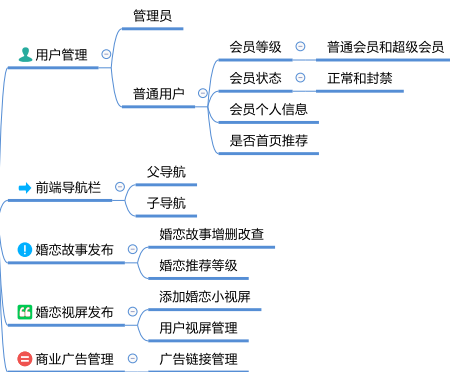 管理员
用户管理
会员等级
普通会员和超级会员
会员状态
正常和封禁
普通用户
会员个人信息
是否首页推荐
父导航
前端导航栏
子导航
婚恋故事增删改查
婚恋故事发布
婚恋推荐等级
添加婚恋小视屏
婚恋视屏发布
用户视屏管理
商业广告管理
广告链接管理